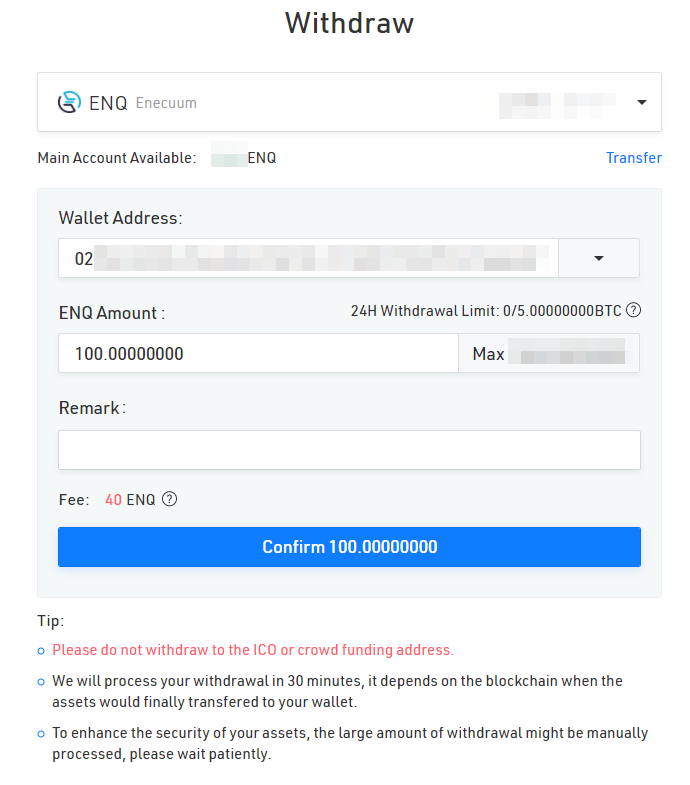 Withdraw
ENQ Enecuum
Main Account Available: ENQ Transfer
Wallet Address:
02
ENQ Amount : 24H Withdrawal Limit: 0/5.00000000BTC ?
100.00000000 Max
Remark :
Fee: 40 ENQ ?
Confirm 100.00000000
Tip:
Please do not withdraw to the ICO or crowd funding address.
We will process your withdrawal in 30 minutes, it depends on the blockchain when the
assets would finally transfered to your wallet.
To enhance the security of your assets, the large amount of withdrawal might be manually
processed, please wait patiently.